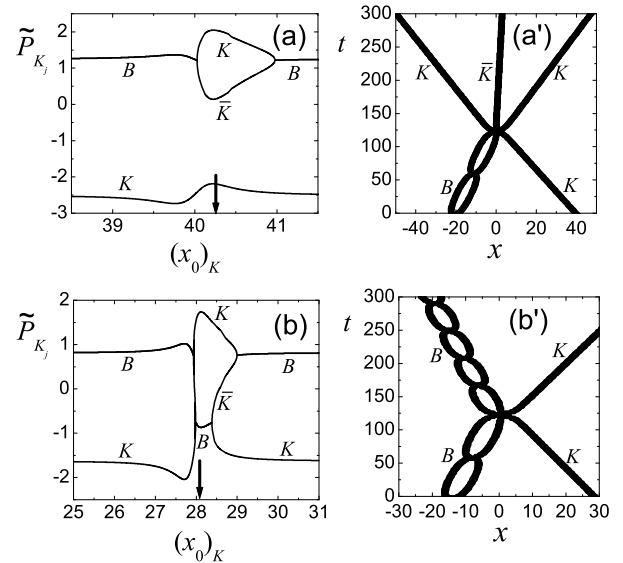 P̃_{K_j}
2
1
0
-1
-2
-3
B
K
K̄
B
K
(a)
39
40
41
(x₀)_K
t
300
250
200
150
100
50
0
(a')
K
K̄
K
B
K
-40
-20
0
20
40
x
P̃_{K_j}
2
1
0
-1
-2
B
K
K̄
B
B
K
K
(b)
25
26
27
28
29
30
31
(x₀)_K
t
300
250
200
150
100
50
0
(b')
B
K
B
K
-30
-20
-10
0
10
20
30
x